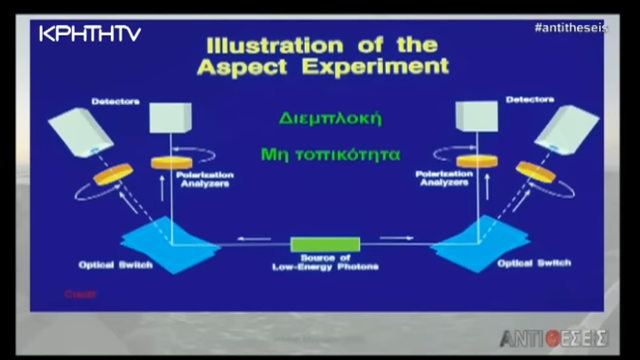 ΚΡΗΤΗTV
#antitheseis
Illustration of the
Aspect Experiment
Detectors
Detectors
Διεμπλοκή
Μη τοπικότητα
Polarization
Analyzers
Polarization
Analyzers
Optical Switch
Source of
Low-Energy Photons
Optical Switch
Credit
ΑΝΤΙΘΕΣΕΙΣ